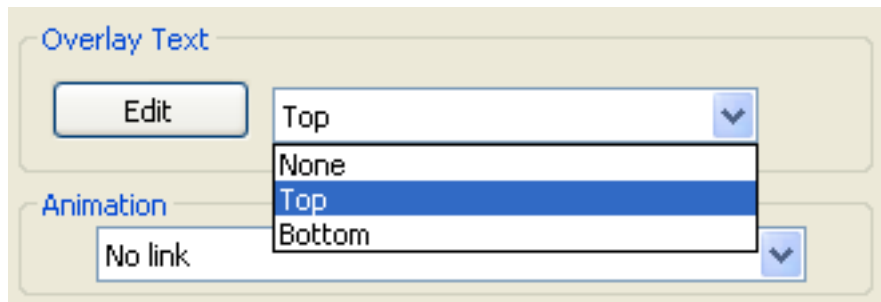 Overlay Text
Edit
Top
None
Top
Bottom
Animation
No link